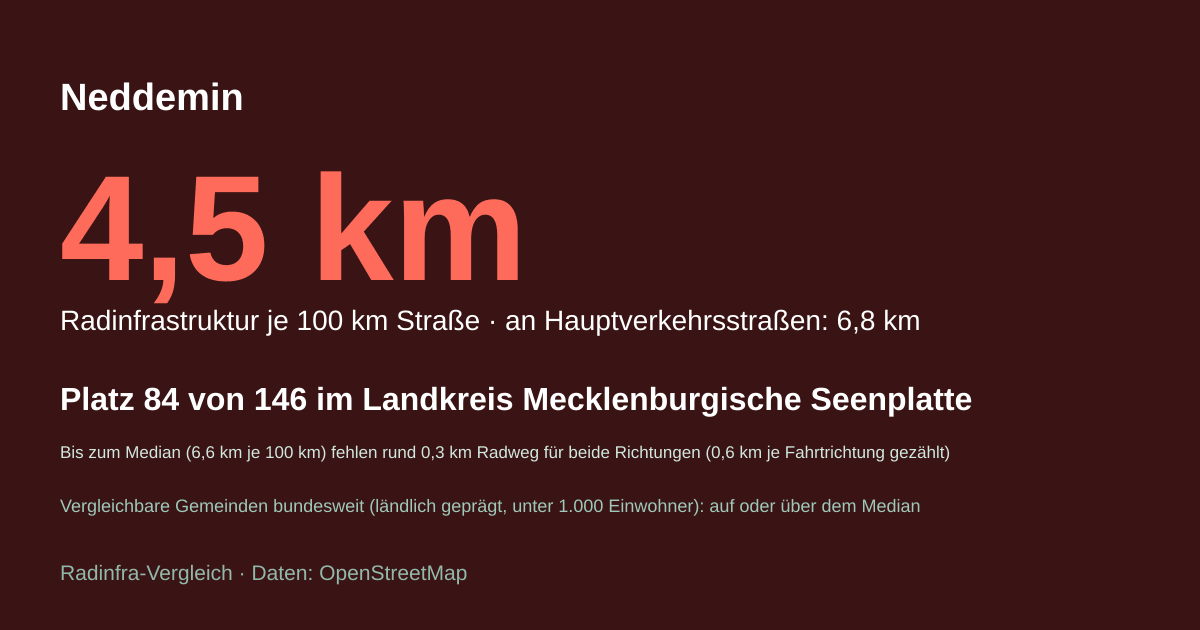 Neddemin
4,5 km
Radinfrastruktur je 100 km Straße · an Hauptverkehrsstraßen: 6,8 km
Platz 84 von 146 im Landkreis Mecklenburgische Seenplatte
Bis zum Median (6,6 km je 100 km) fehlen rund 0,3 km Radweg für beide Richtungen (0,6 km je Fahrtrichtung gezählt)
Vergleichbare Gemeinden bundesweit (ländlich geprägt, unter 1.000 Einwohner): auf oder über dem Median
Radinfra-Vergleich · Daten: OpenStreetMap